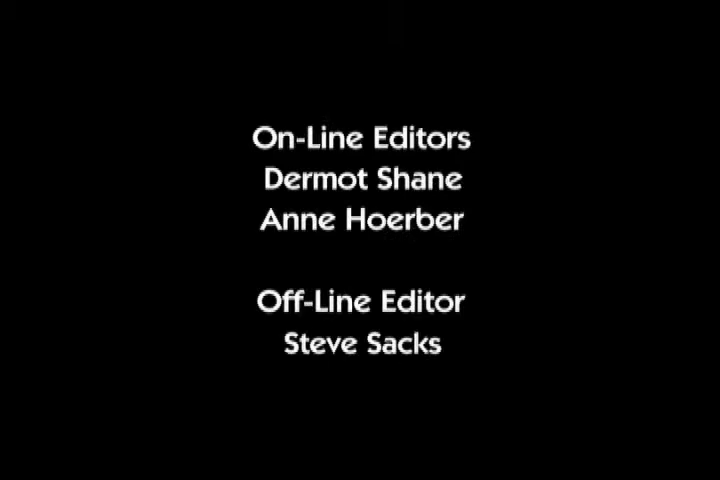 On-Line Editors
Dermot Shane
Anne Hoerber
Off-Line Editor
Steve Sacks